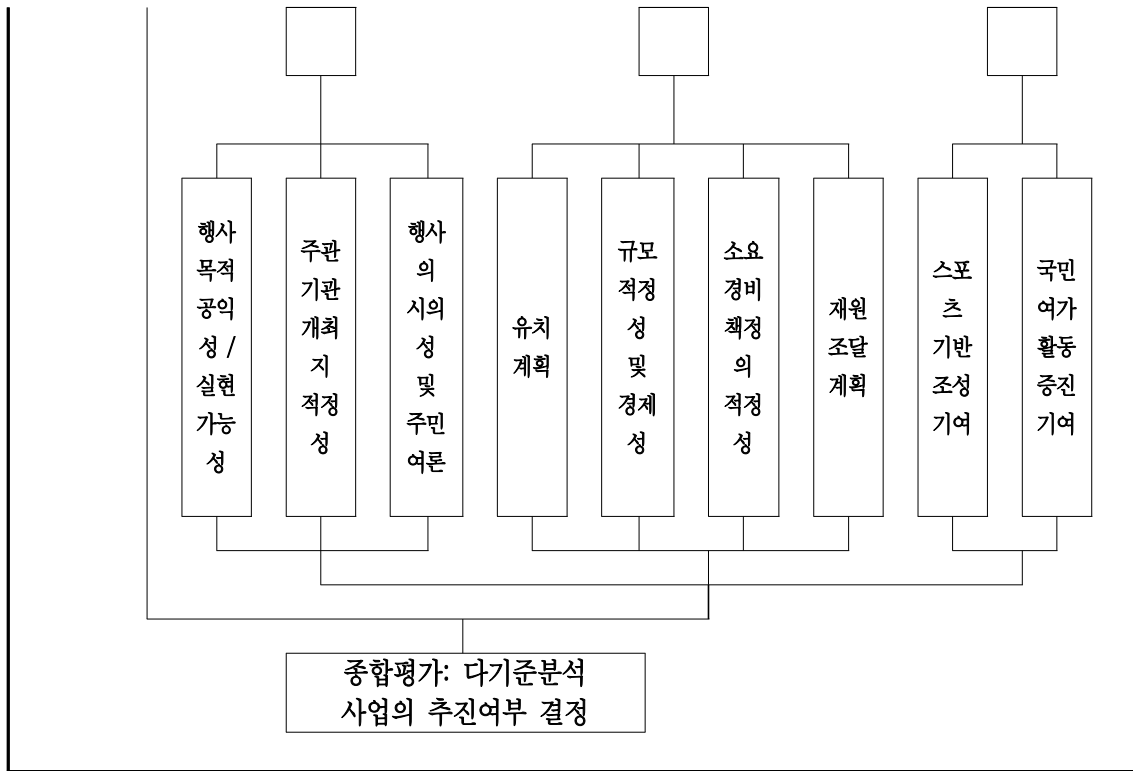 행사
목적
공익
성 /
실현
가능
성
주관
기관
개최
지
적정
성
행사
의
시의
성
및
주민
여론
유치
계획
규모
적정
성
및
경제
성
소요
경비
책정
의
적정
성
재원
조달
계획
스포
츠
기반
조성
기여
국민
여가
활동
증진
기여
종합평가: 다기준분석
사업의 추진여부 결정